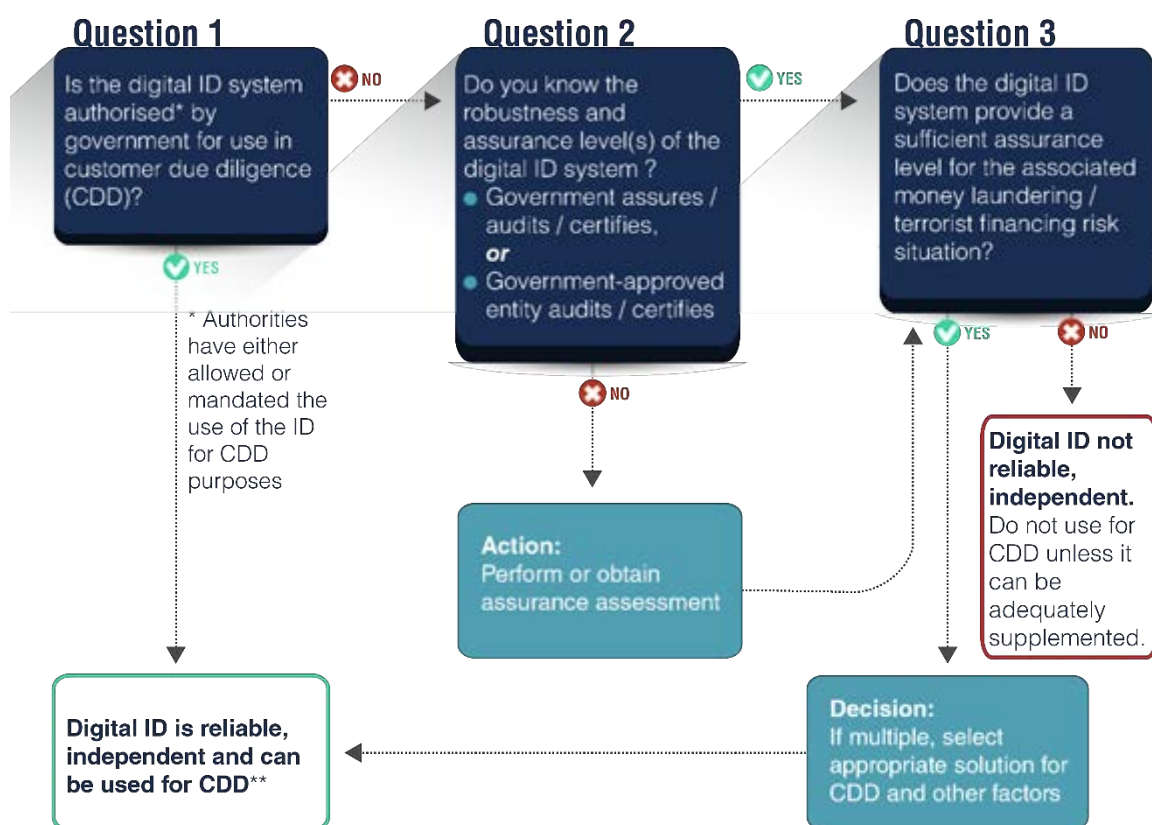 Question 1
Is the digital ID system
authorised* by
government for use in
customer due diligence
(CDD)?
NO
YES
* Authorities
have either
allowed or
mandated the
use of the ID
for CDD
purposes
Question 2
Do you know the
robustness and
assurance level(s) of the
digital ID system ?
Government assures /
audits / certifies,
or
Government-approved
entity audits / certifies
YES
NO
Action:
Perform or obtain
assurance assessment
Question 3
Does the digital ID
system provide a
sufficient assurance
level for the associated
money laundering /
terrorist financing risk
situation?
YES
NO
Digital ID not
reliable,
independent.
Do not use for
CDD unless it
can be
adequately
supplemented.
Decision:
If multiple, select
appropriate solution for
CDD and other factors
Digital ID is reliable,
independent and can
be used for CDD**